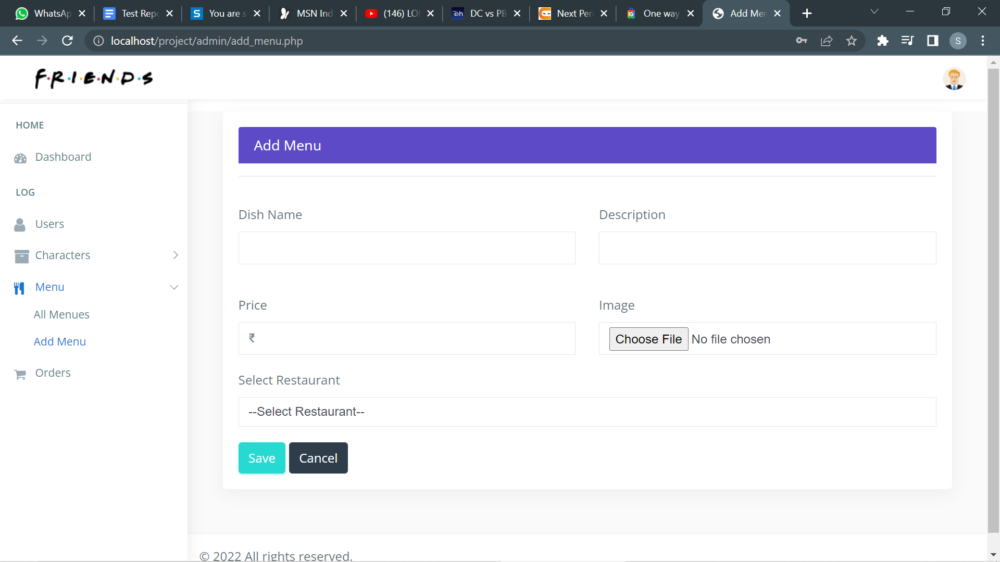 WhatsAp
Test Repo
You are s
MSN Ind
(146) LO
DC vs PB
Next Per
One way
Add Men
localhost/project/admin/add_menu.php
S
F·R·I·E·N·D·S
HOME
Dashboard
LOG
Users
Characters
Menu
All Menues
Add Menu
Orders
Add Menu
Dish Name
Description
Price
Image
₹
Choose File No file chosen
Select Restaurant
--Select Restaurant--
Save
Cancel
© 2022 All rights reserved.